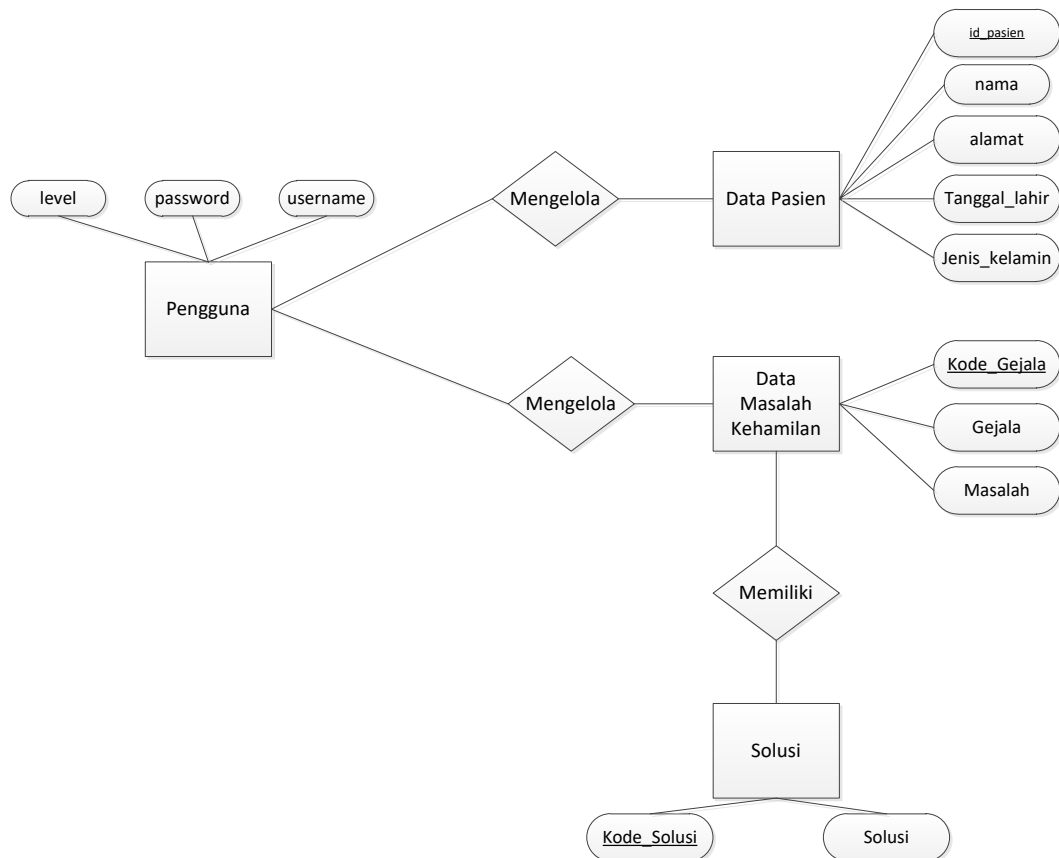 id_pasien
nama
alamat
Tanggal_lahir
Jenis_kelamin
Mengelola
Data Pasien
level
password
username
Pengguna
Mengelola
Data
Masalah
Kehamilan
Kode_Gejala
Gejala
Masalah
Memiliki
Solusi
Kode_Solusi
Solusi